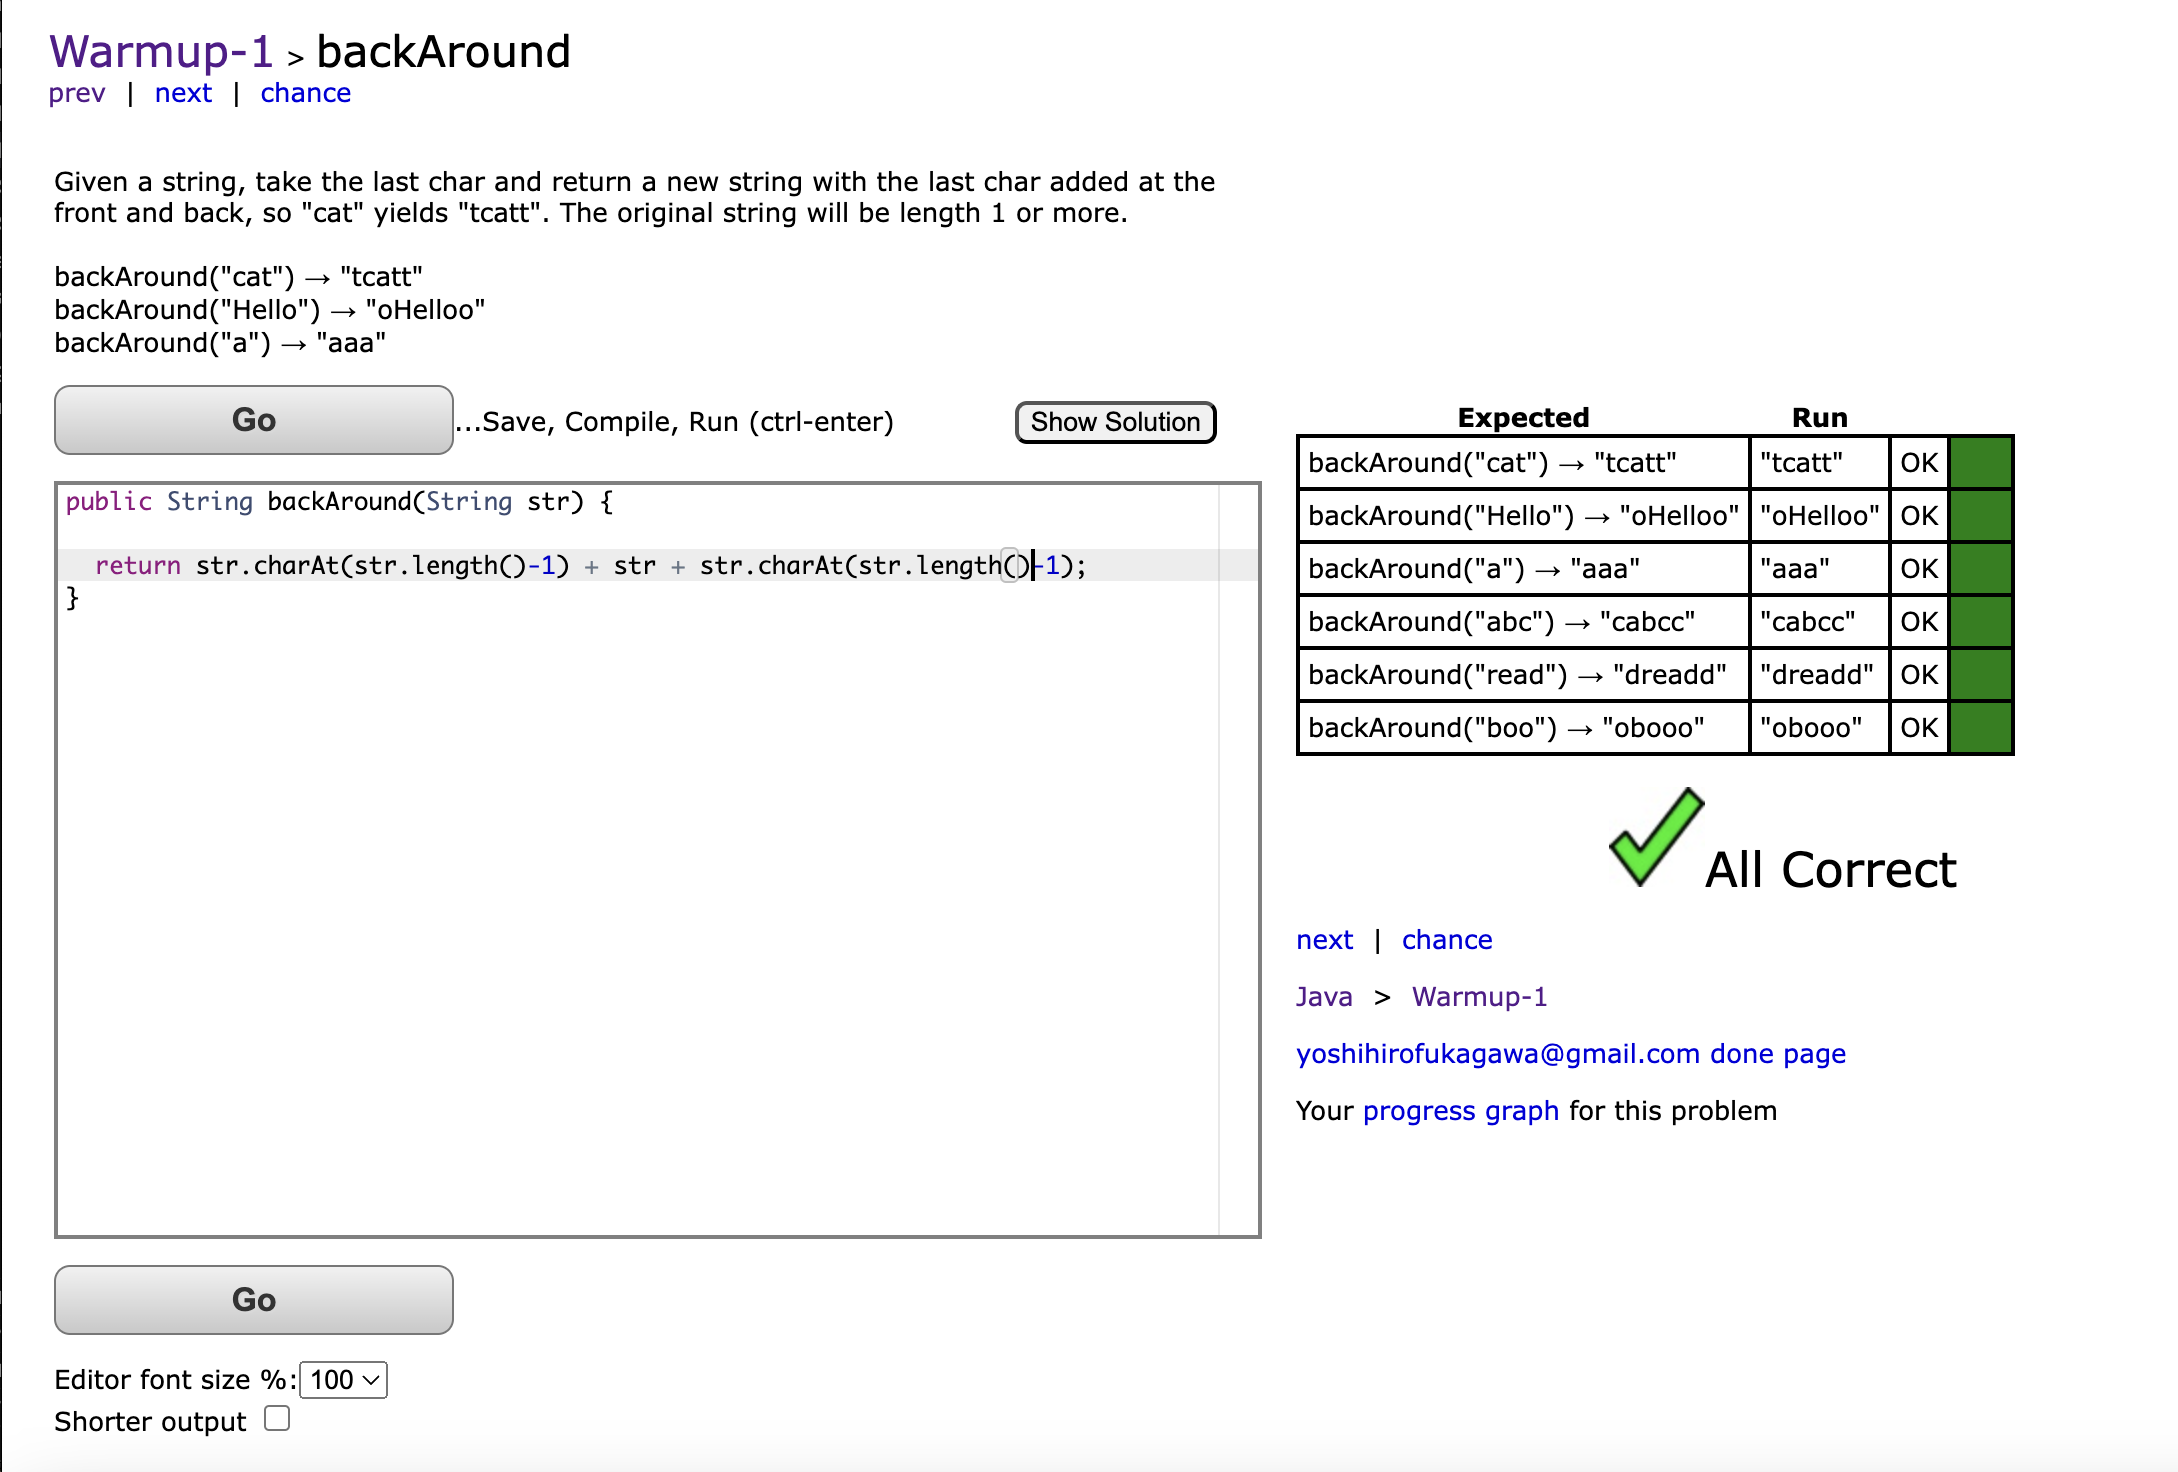 Warmup-1 > backAround
prev | next | chance
Given a string, take the last char and return a new string with the last char added at the
front and back, so "cat" yields "tcatt". The original string will be length 1 or more.
backAround("cat") → "tcatt"
backAround("Hello") → "oHelloo"
backAround("a") → "aaa"
Go ...Save, Compile, Run (ctrl-enter) Show Solution
public String backAround(String str) {
return str.charAt(str.length()-1) + str + str.charAt(str.length()-1);
}
Go
Editor font size %: 100
Shorter output
Expected Run
backAround("cat") → "tcatt" "tcatt" OK
backAround("Hello") → "oHelloo" "oHelloo" OK
backAround("a") → "aaa" "aaa" OK
backAround("abc") → "cabcc" "cabcc" OK
backAround("read") → "dreadd" "dreadd" OK
backAround("boo") → "obooo" "obooo" OK
All Correct
next | chance
Java > Warmup-1
yoshihirofukagawa@gmail.com done page
Your progress graph for this problem